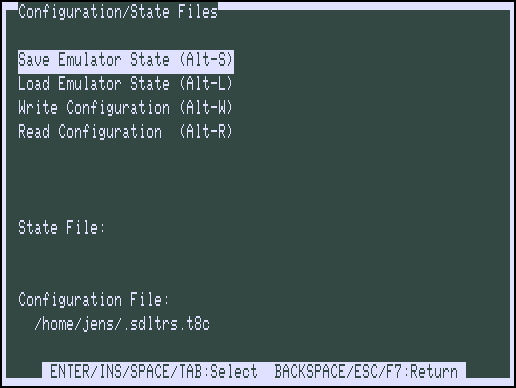 Configuration/State Files
Save Emulator State (Alt-S)
Load Emulator State (Alt-L)
Write Configuration (Alt-W)
Read Configuration  (Alt-R)
State File:
Configuration File:
/home/jens/.sdltrs.t8c
ENTER/INS/SPACE/TAB:Select  BACKSPACE/ESC/F7:Return